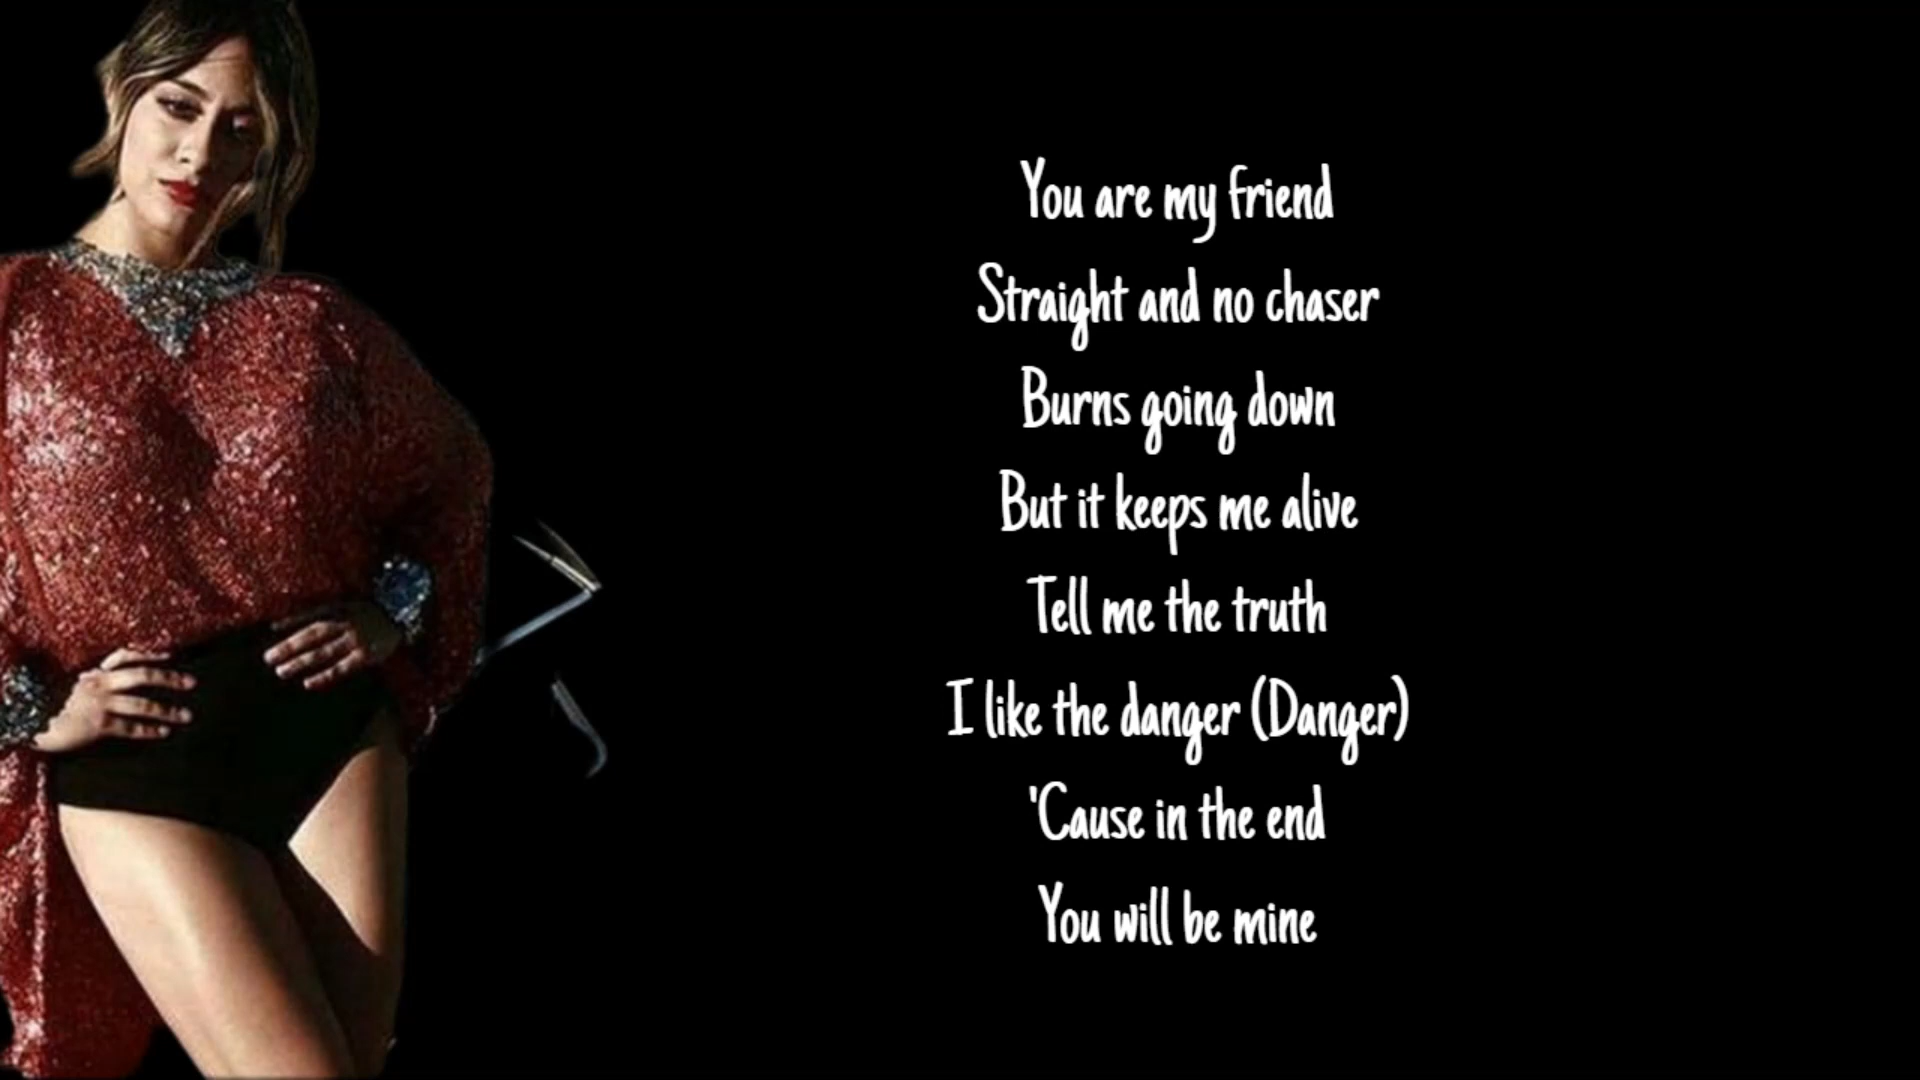 You are my friend
Straight and no chaser
Burns going down
But it keeps me alive
Tell me the truth
I like the danger (Danger)
'Cause in the end
You will be mine